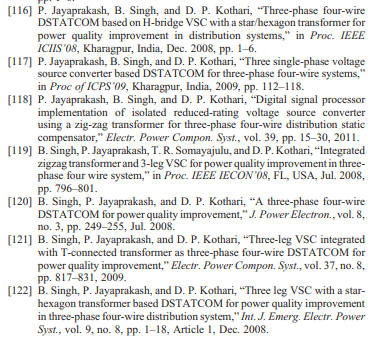 [116] P. Jayaprakash, B. Singh, and D. P. Kothari, “Three-phase four-wire
DSTATCOM based on H-bridge VSC with a star/hexagon transformer for
power quality improvement in distribution systems,” in Proc. IEEE
ICIIS’08, Kharagpur, India, Dec. 2008, pp. 1–6.
[117] P. Jayaprakash, B. Singh, and D. P. Kothari, “Three single-phase voltage
source converter based DSTATCOM for three-phase four-wire systems,”
in Proc of ICPS’09, Kharagpur, India, 2009, pp. 112–118.
[118] P. Jayaprakash, B. Singh, and D. P. Kothari, “Digital signal processor
implementation of isolated reduced-rating voltage source converter
using a zig-zag transformer for three-phase four-wire distribution static
compensator,” Electr. Power Compon. Syst., vol. 39, pp. 15–30, 2011.
[119] B. Singh, P. Jayaprakash, T. R. Somayajulu, and D. P. Kothari, “Integrated
zigzag transformer and 3-leg VSC for power quality improvement in three-
phase four wire system,” in Proc. IEEE IECON’08, FL, USA, Jul. 2008,
pp. 796–801.
[120] B. Singh, P. Jayaprakash, and D. P. Kothari, “A three-phase four-wire
DSTATCOM for power quality improvement,” J. Power Electron., vol. 8,
no. 3, pp. 249–255, Jul. 2008.
[121] B. Singh, P. Jayaprakash, and D. P. Kothari, “Three-leg VSC integrated
with T-connected transformer as three-phase four-wire DSTATCOM for
power quality improvement,” Electr. Power Compon. Syst., vol. 37, no. 8,
pp. 817–831, 2009.
[122] B. Singh, P. Jayaprakash, and D. P. Kothari, “Three leg VSC with a star-
hexagon transformer based DSTATCOM for power quality improvement
in three-phase four-wire distribution system,” Int. J. Emerg. Electr. Power
Syst., vol. 9, no. 8, pp. 1–18, Article 1, Dec. 2008.